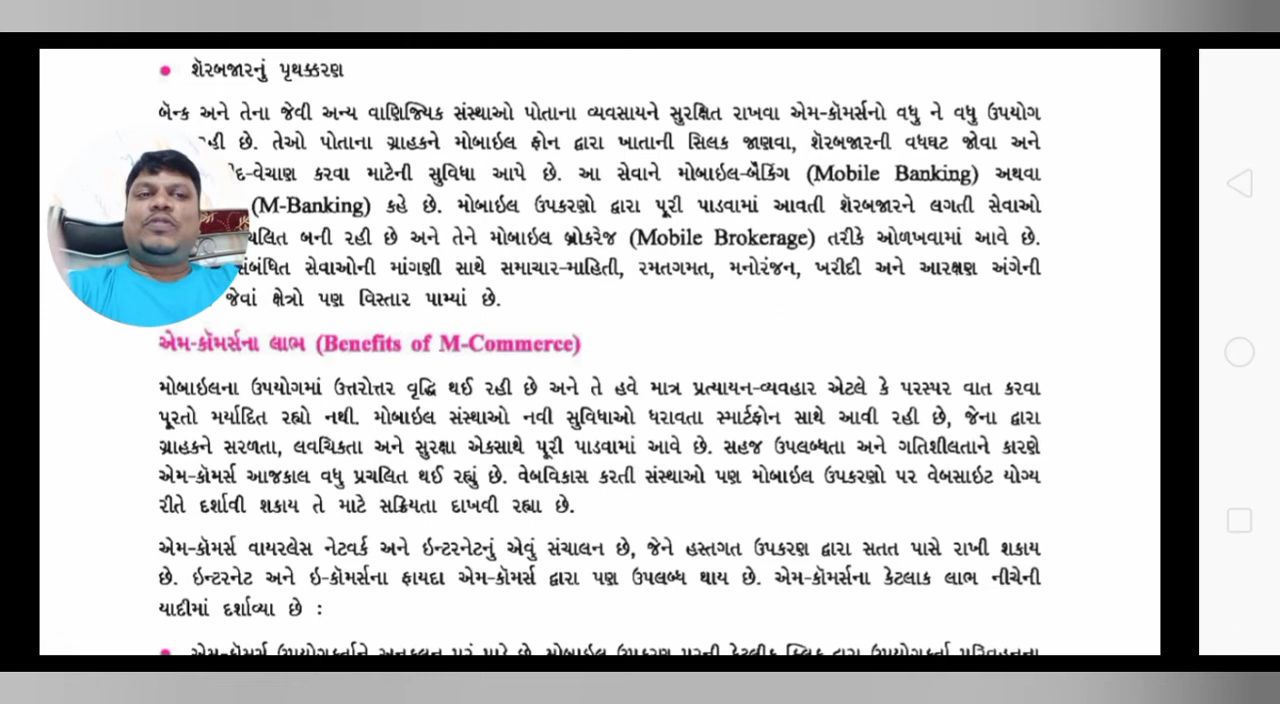 • શૅરબજારનું પૃથક્કરણ
બૅન્ક અને તેના જેવી અન્ય વાણિજ્યિક સંસ્થાઓ પોતાના વ્યવસાયને સુરક્ષિત રાખવા એમ-કૉમર્સનો વધુ ને વધુ ઉપયોગ
રહી છે. તેઓ પોતાના ગ્રાહકને મોબાઇલ ફોન દ્વારા ખાતાની સિલક જાણવા, શૅરબજારની વધઘટ જોવા અને
-વેચાણ કરવા માટેની સુવિધા આપે છે. આ સેવાને મોબાઇલ-બૅંકિંગ (Mobile Banking) અથવા
(M-Banking) કહે છે. મોબાઇલ ઉપકરણો દ્વારા પૂરી પાડવામાં આવતી શૅરબજારને લગતી સેવાઓ
બની રહી છે અને તેને મોબાઇલ બ્રોકરેજ (Mobile Brokerage) તરીકે ઓળખવામાં આવે છે.
સંબંધિત સેવાઓની માંગણી સાથે સમાચાર-માહિતી, રમતગમત, મનોરંજન, ખરીદી અને આરક્ષણ અંગેની
જેવાં ક્ષેત્રો પણ વિસ્તાર પામ્યાં છે.
એમ-કૉમર્સના લાભ (Benefits of M-Commerce)
મોબાઇલના ઉપયોગમાં ઉત્તરોત્તર વૃદ્ધિ થઈ રહી છે અને તે હવે માત્ર પ્રત્યાયન-વ્યવહાર એટલે કે પરસ્પર વાત કરવા
પૂરતો મર્યાદિત રહ્યો નથી. મોબાઇલ સંસ્થાઓ નવી સુવિધાઓ ધરાવતા સ્માર્ટફોન સાથે આવી રહી છે, જેના દ્વારા
ગ્રાહકને સરળતા, લવચિકતા અને સુરક્ષા એકસાથે પૂરી પાડવામાં આવે છે. સહજ ઉપલબ્ધતા અને ગતિશીલતાને કારણે
એમ-કૉમર્સ આજકાલ વધુ પ્રચલિત થઈ રહ્યું છે. વેબવિકાસ કરતી સંસ્થાઓ પણ મોબાઇલ ઉપકરણો પર વેબસાઇટ યોગ્ય
રીતે દર્શાવી શકાય તે માટે સક્રિયતા દાખવી રહ્યા છે.
એમ-કૉમર્સ વાયરલેસ નેટવર્ક અને ઇન્ટરનેટનું એવું સંચાલન છે, જેને હસ્તગત ઉપકરણ દ્વારા સતત પાસે રાખી શકાય
છે. ઇન્ટરનેટ અને ઇ-કૉમર્સના ફાયદા એમ-કૉમર્સ દ્વારા પણ ઉપલબ્ધ થાય છે. એમ-કૉમર્સના કેટલાક લાભ નીચેની
યાદીમાં દર્શાવ્યા છે :